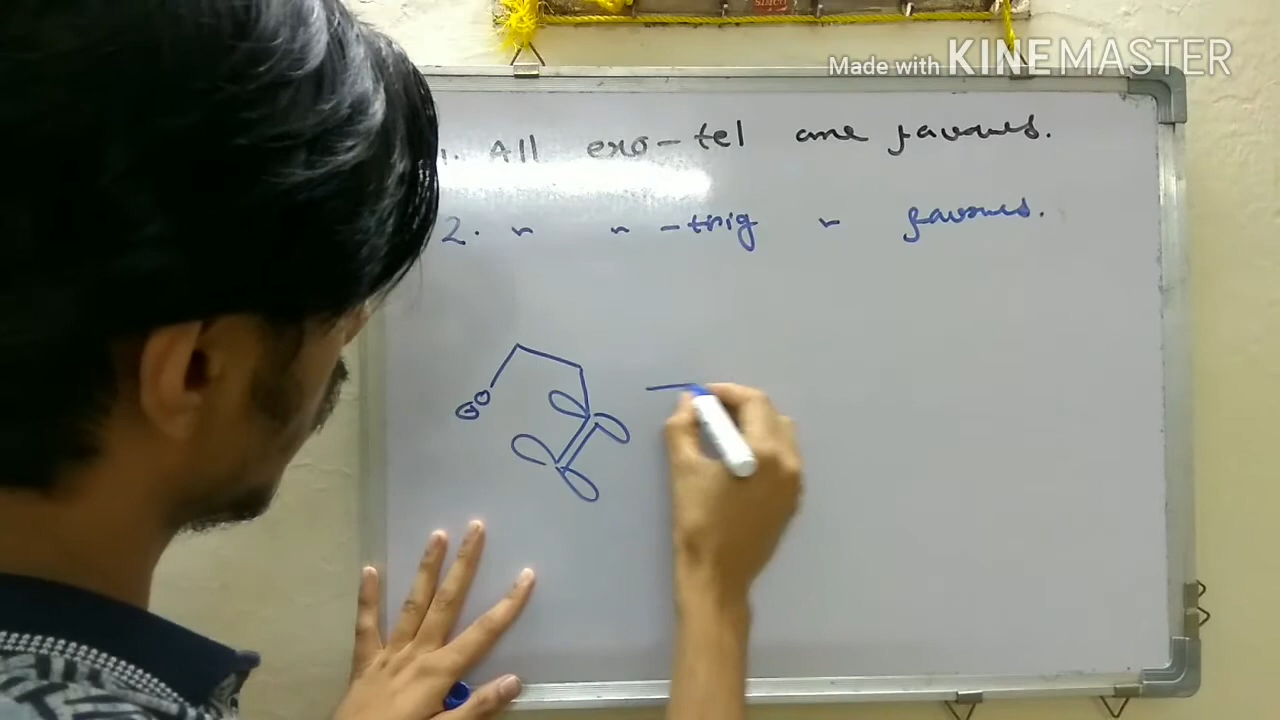 Made with KINEMASTER
1. All exo-tel are favoured.
2. " " -trig " favoured.